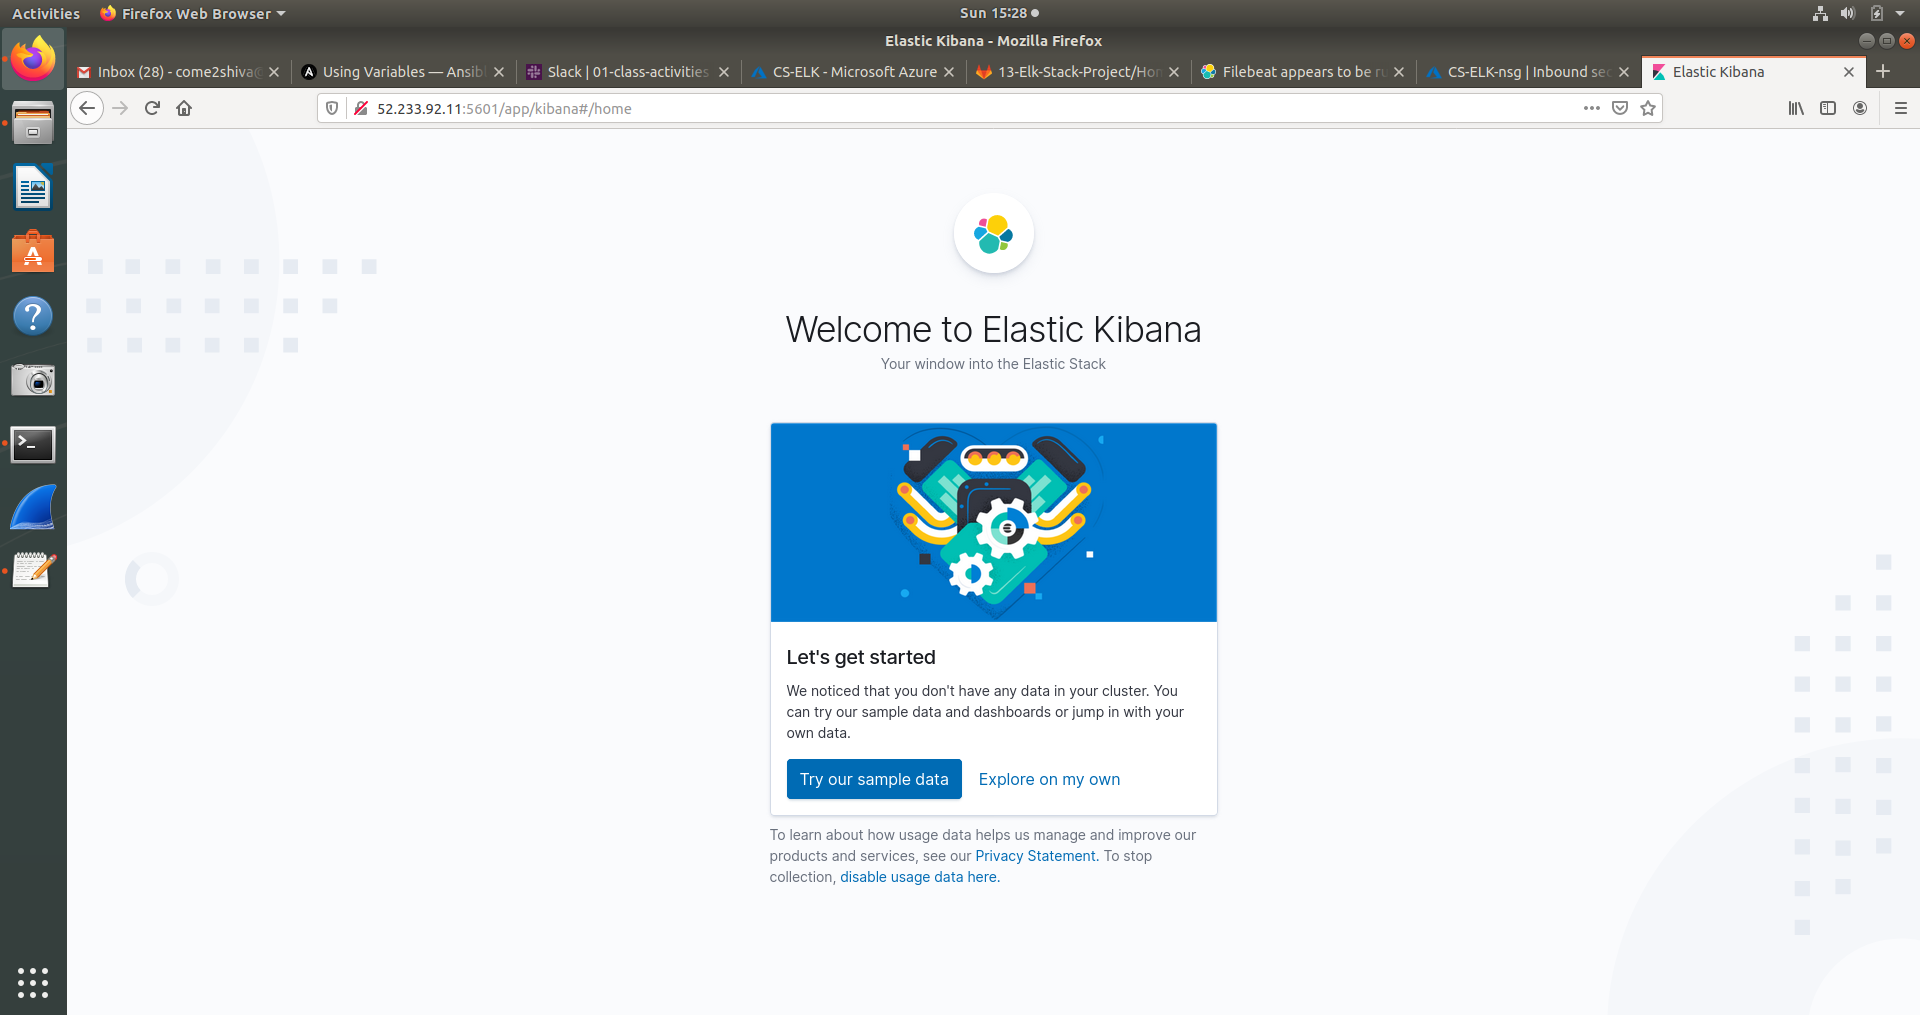 Activities
Firefox Web Browser
Sun 15:28
Elastic Kibana - Mozilla Firefox
Inbox (28) - come2shiva@
Using Variables — Ansib
Slack | 01-class-activities
CS-ELK - Microsoft Azure
13-Elk-Stack-Project/Ho
Filebeat appears to be ru
CS-ELK-nsg | Inbound sec
Elastic Kibana
52.233.92.11:5601/app/kibana#/home
Welcome to Elastic Kibana
Your window into the Elastic Stack
Let's get started
We noticed that you don't have any data in your cluster. You
can try our sample data and dashboards or jump in with your
own data.
Try our sample data
Explore on my own
To learn about how usage data helps us manage and improve our
products and services, see our Privacy Statement. To stop
collection, disable usage data here.